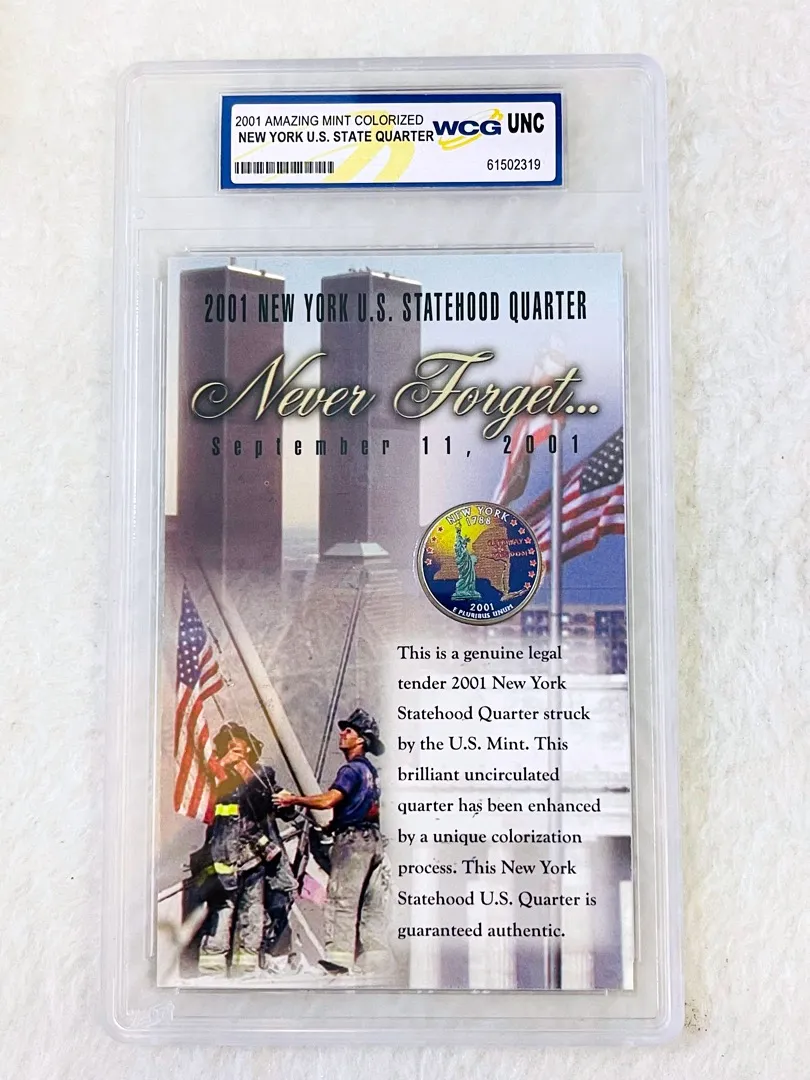 2001 AMAZING MINT COLORIZED
NEW YORK U.S. STATE QUARTER
WCG UNC
61502319
2001 NEW YORK U.S. STATEHOOD QUARTER
Never Forget...
September 11, 2001
NEW YORK
1788
2001
E PLURIBUS UNUM
This is a genuine legal
tender 2001 New York
Statehood Quarter struck
by the U.S. Mint. This
brilliant uncirculated
quarter has been enhanced
by a unique colorization
process. This New York
Statehood U.S. Quarter is
guaranteed authentic.